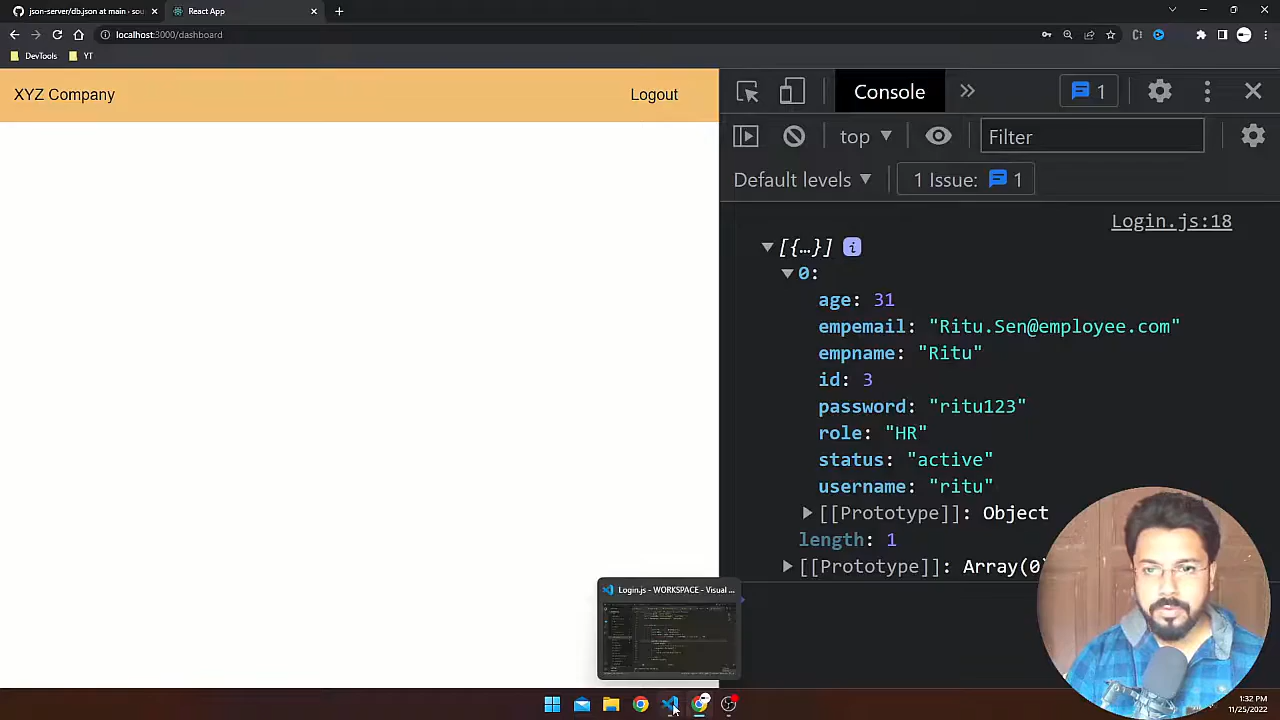 json-server/db.json at main · sou
React App
localhost:3000/dashboard
DevTools
YT
XYZ Company
Logout
Console
1
top
Filter
Default levels
1 Issue:
1
Login.js:18
[{…}]
0:
age: 31
empemail: "Ritu.Sen@employee.com"
empname: "Ritu"
id: 3
password: "ritu123"
role: "HR"
status: "active"
username: "ritu"
[[Prototype]]: Object
length: 1
[[Prototype]]: Array(0)
Login.js - WORKSPACE - Visual ...
1:32 PM
11/25/2022